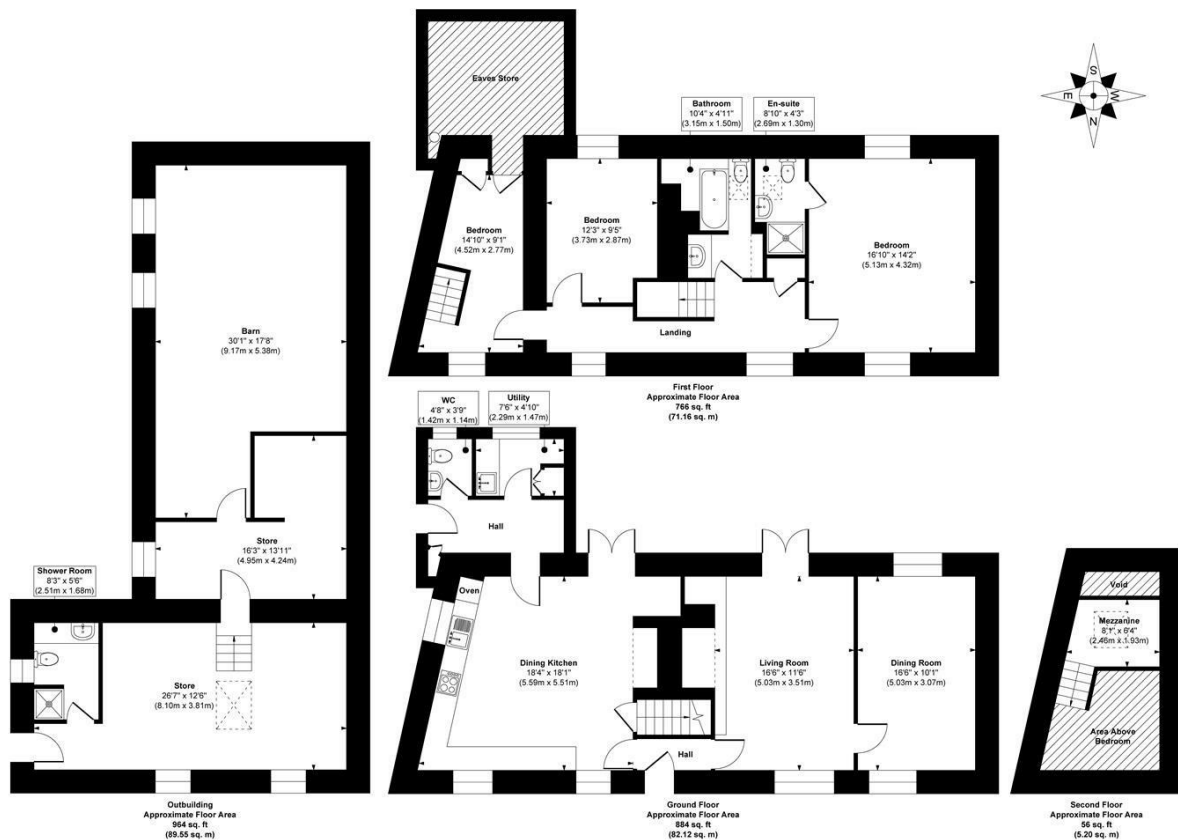 Eaves Store
Bathroom
10'4" x 4'11"
(3.15m x 1.50m)
En-suite
8'10" x 4'3"
(2.69m x 1.30m)
S
E
W
N
Bedroom
14'10" x 9'1"
(4.52m x 2.77m)
Bedroom
12'3" x 9'5"
(3.73m x 2.87m)
Bedroom
16'10" x 14'2"
(5.13m x 4.32m)
Landing
First Floor
Approximate Floor Area
766 sq. ft
(71.16 sq. m)
Barn
30'1" x 17'8"
(9.17m x 5.38m)
Store
16'3" x 13'11"
(4.95m x 4.24m)
Shower Room
8'3" x 5'6"
(2.51m x 1.68m)
Store
26'7" x 12'6"
(8.10m x 3.81m)
Outbuilding
Approximate Floor Area
964 sq. ft
(89.55 sq. m)
WC
4'8" x 3'9"
(1.42m x 1.14m)
Utility
7'6" x 4'10"
(2.29m x 1.47m)
Hall
Oven
Dining Kitchen
18'4" x 18'1"
(5.59m x 5.51m)
Living Room
16'6" x 11'6"
(5.03m x 3.51m)
Dining Room
16'6" x 10'1"
(5.03m x 3.07m)
Hall
Ground Floor
Approximate Floor Area
884 sq. ft
(82.12 sq. m)
Void
Mezzanine
8'1" x 6'4"
(2.46m x 1.93m)
Area Above
Bedroom
Second Floor
Approximate Floor Area
56 sq. ft
(5.20 sq. m)